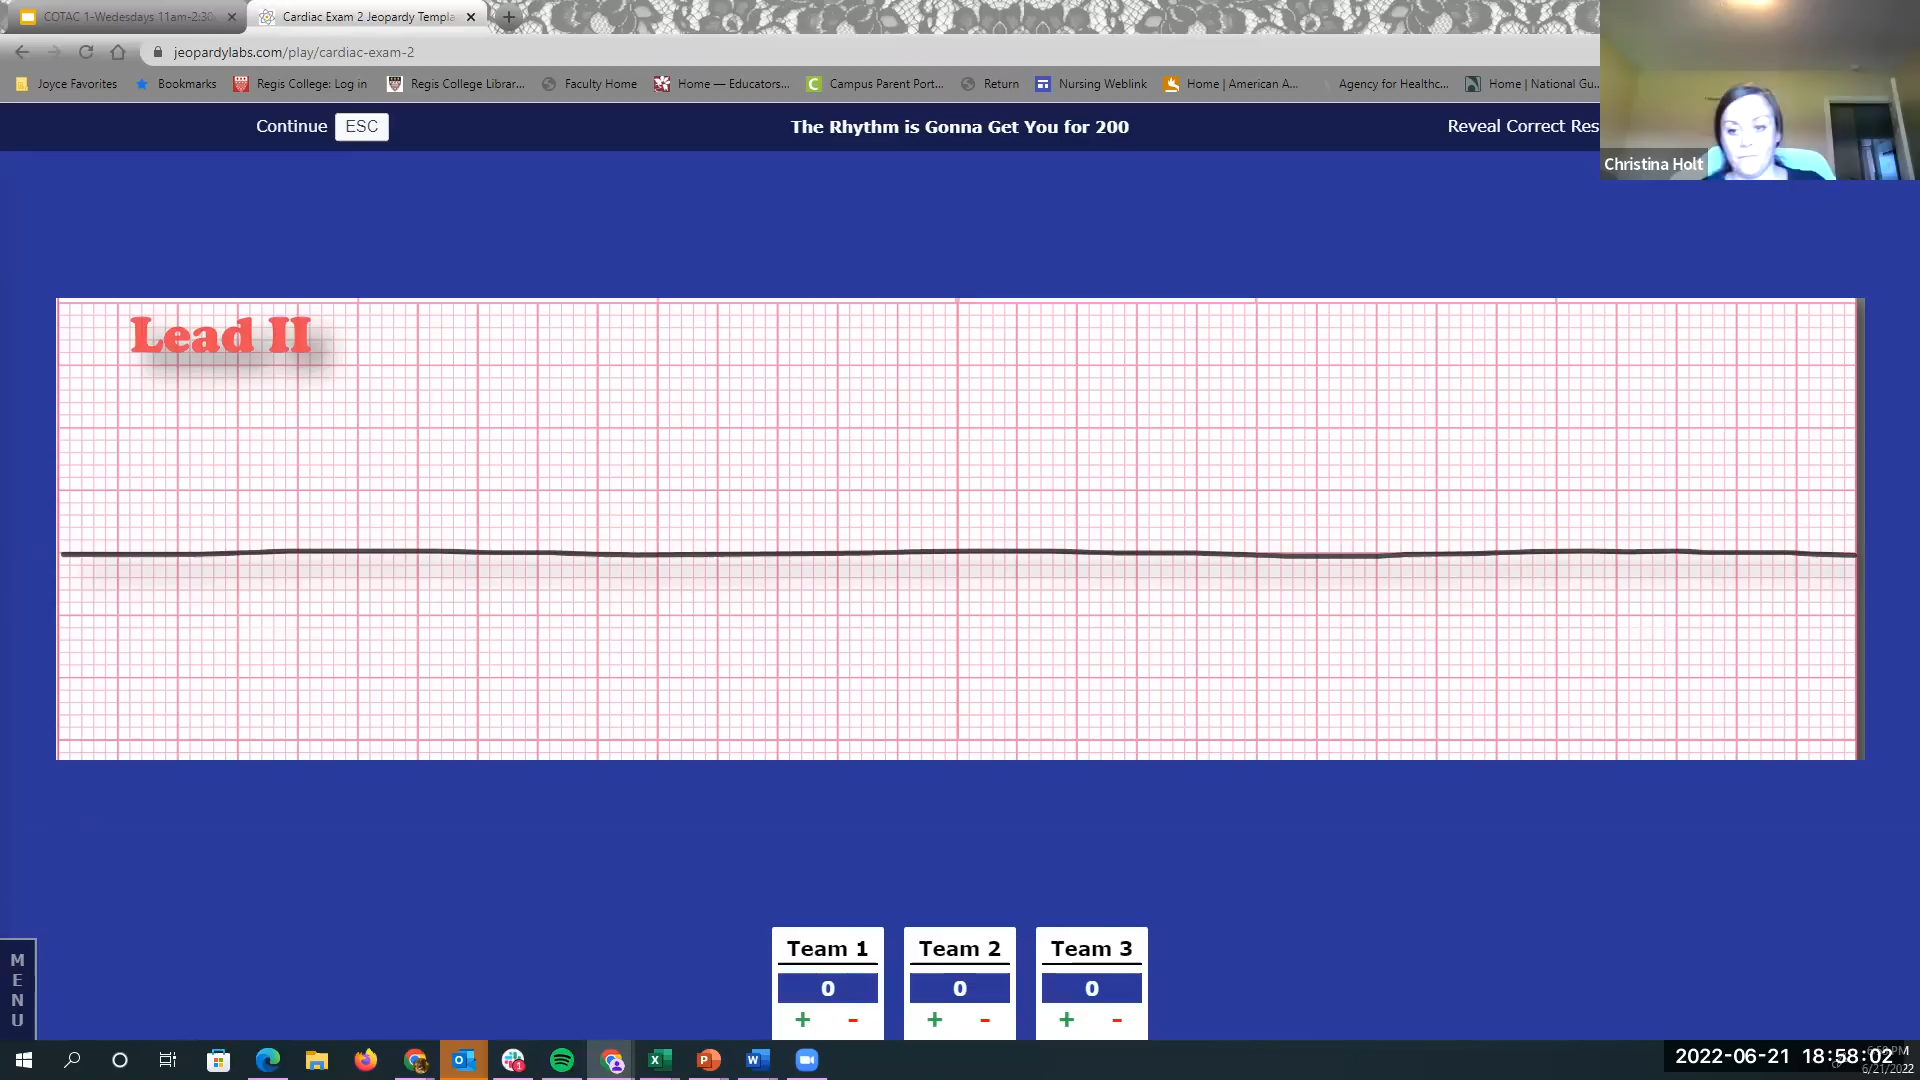 COTAC 1-Wedesdays 11am-2:30
Cardiac Exam 2 Jeopardy Templa
jeopardylabs.com/play/cardiac-exam-2
Joyce Favorites
Bookmarks
Regis College: Log in
Regis College Librar...
Faculty Home
Home — Educators...
Campus Parent Port...
Return
Nursing Weblink
Home | American A...
Agency for Healthc...
Home | National Gu...
Continue ESC
The Rhythm is Gonna Get You for 200
Reveal Correct Res
Christina Holt
Lead II
Team 1
Team 2
Team 3
0
0
0
+ -
+ -
+ -
MENU
2022-06-21 18:58:02
6/21/2022